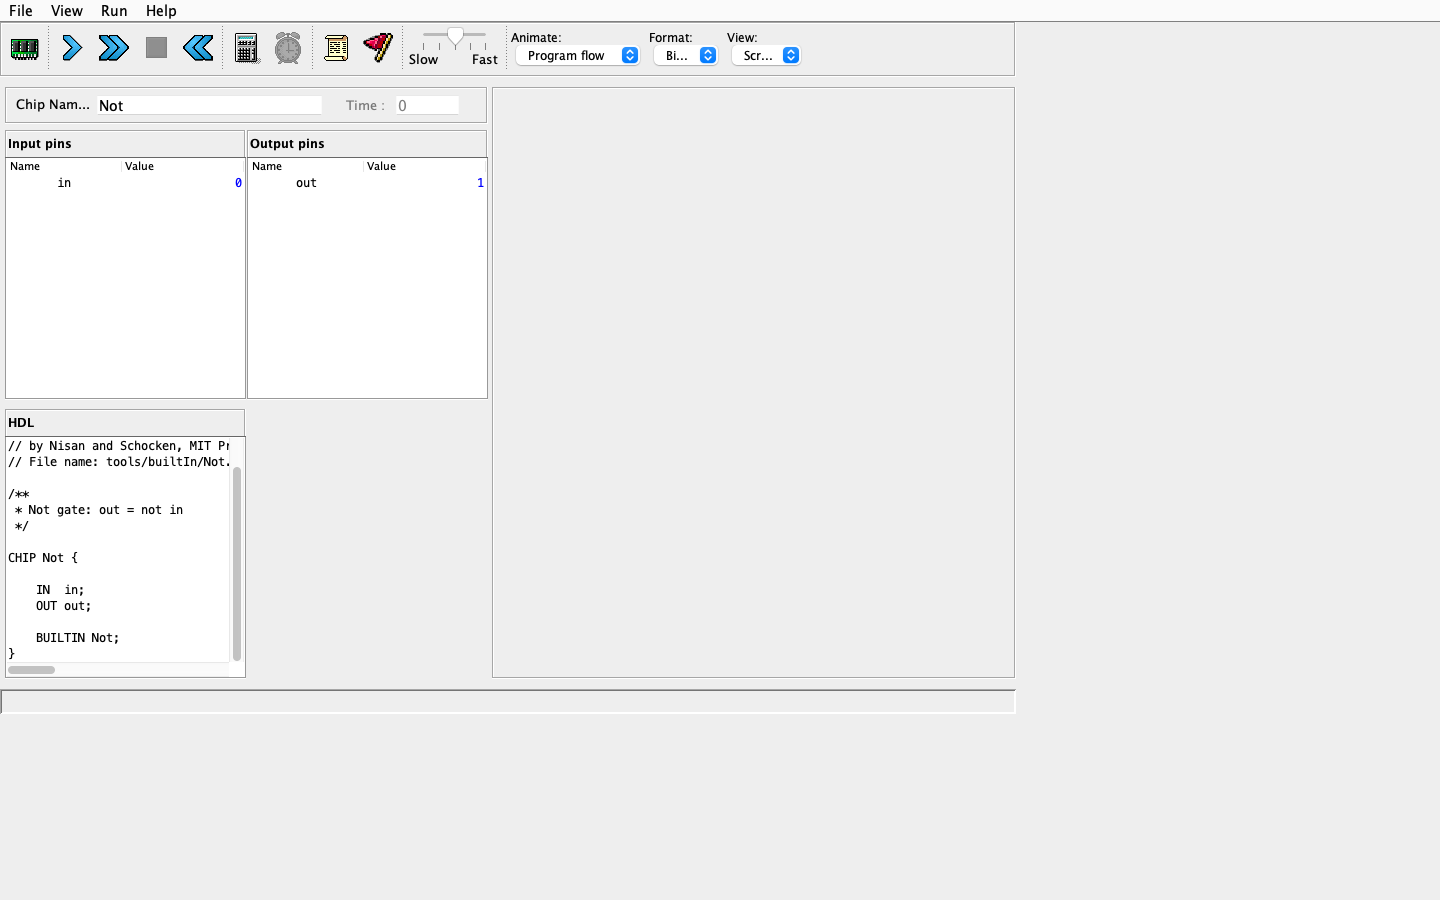 File View Run Help
Animate: Format: View:
Slow Fast Program flow Bi... Scr...
Chip Nam... Not Time : 0
Input pins Output pins
Name Value Name Value
in 0 out 1
HDL
// by Nisan and Schocken, MIT Pr
// File name: tools/builtIn/Not.
/**
* Not gate: out = not in
*/
CHIP Not {
IN in;
OUT out;
BUILTIN Not;
}